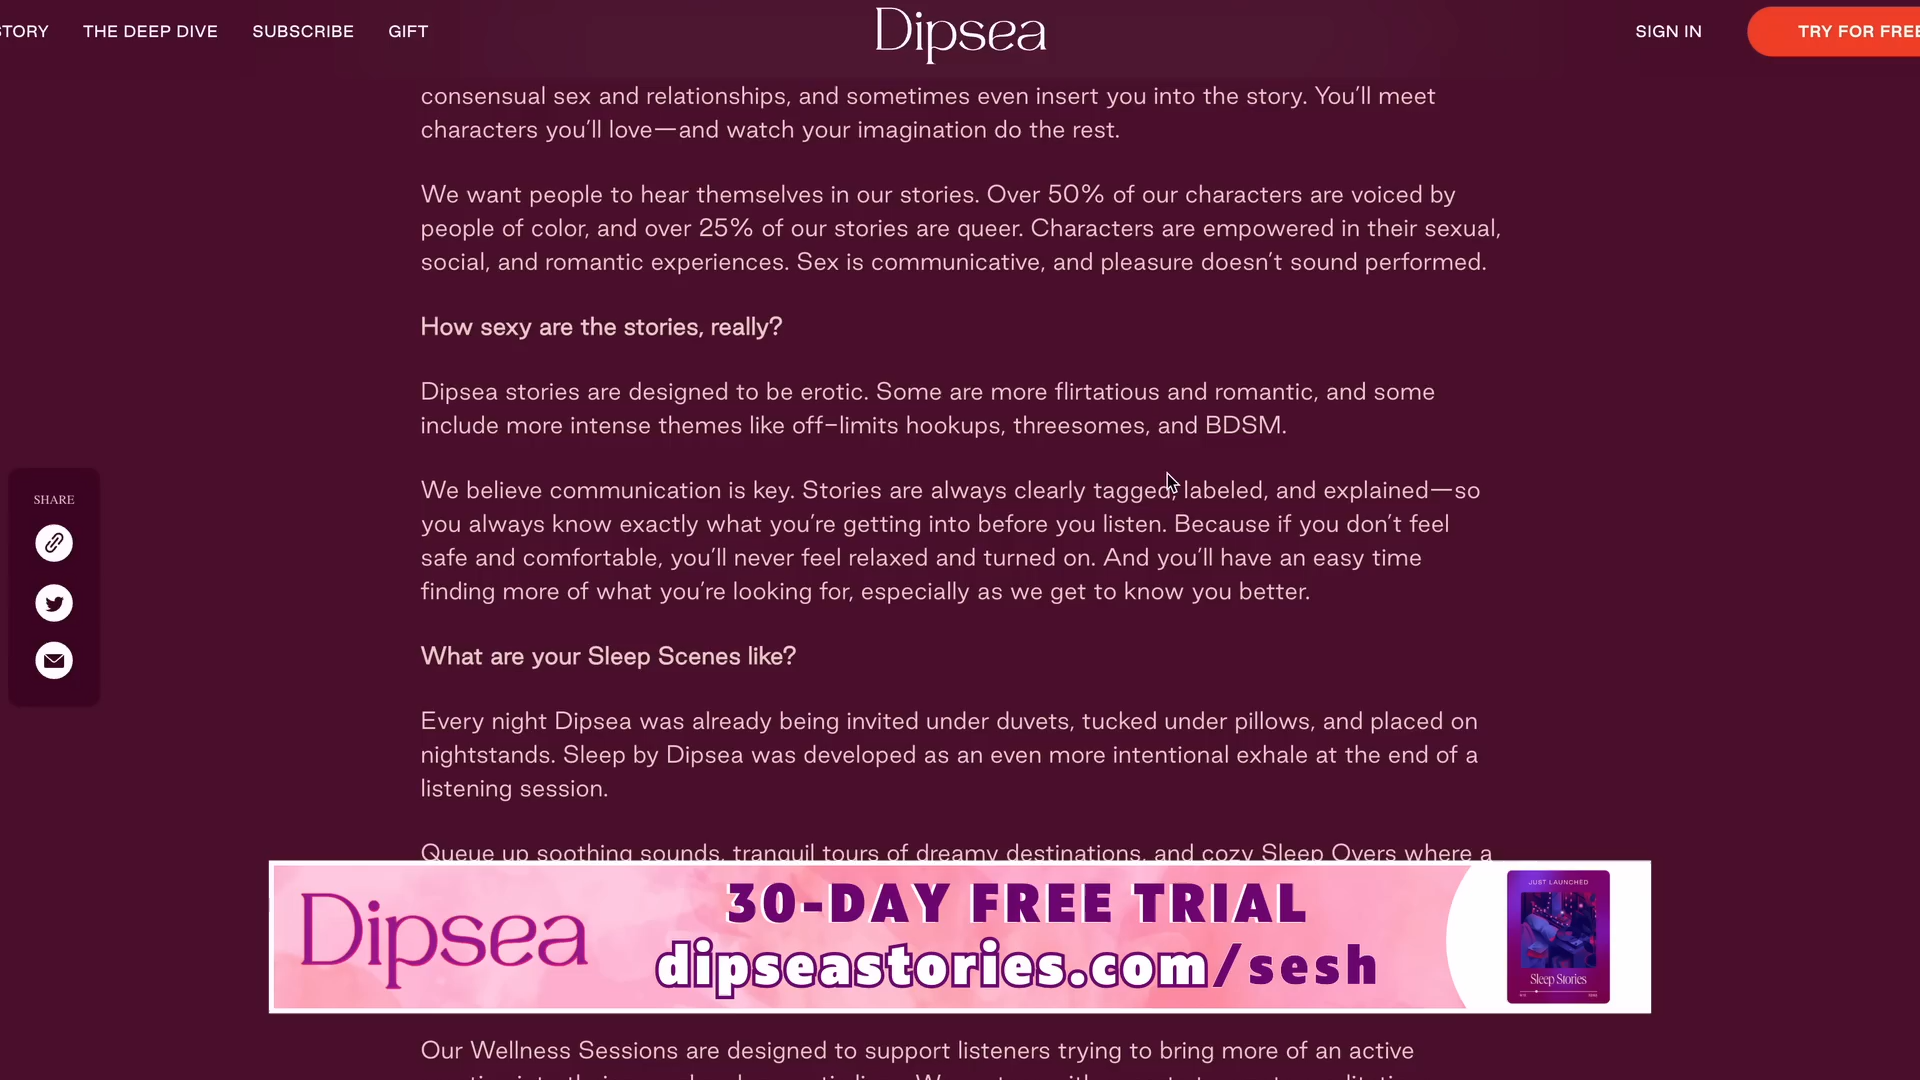 STORY
THE DEEP DIVE
SUBSCRIBE
GIFT
Dipsea
SIGN IN
TRY FOR FREE
consensual sex and relationships, and sometimes even insert you into the story. You’ll meet
characters you’ll love—and watch your imagination do the rest.
We want people to hear themselves in our stories. Over 50% of our characters are voiced by
people of color, and over 25% of our stories are queer. Characters are empowered in their sexual,
social, and romantic experiences. Sex is communicative, and pleasure doesn’t sound performed.
How sexy are the stories, really?
Dipsea stories are designed to be erotic. Some are more flirtatious and romantic, and some
include more intense themes like off-limits hookups, threesomes, and BDSM.
SHARE
We believe communication is key. Stories are always clearly tagged, labeled, and explained—so
you always know exactly what you’re getting into before you listen. Because if you don’t feel
safe and comfortable, you’ll never feel relaxed and turned on. And you’ll have an easy time
finding more of what you’re looking for, especially as we get to know you better.
What are your Sleep Scenes like?
Every night Dipsea was already being invited under duvets, tucked under pillows, and placed on
nightstands. Sleep by Dipsea was developed as an even more intentional exhale at the end of a
listening session.
Queue up soothing sounds, tranquil tours of dreamy destinations, and cozy Sleep Overs where a
Dipsea
30-DAY FREE TRIAL
dipseastories.com/sesh
JUST LAUNCHED
Sleep Stories
Our Wellness Sessions are designed to support listeners trying to bring more of an active